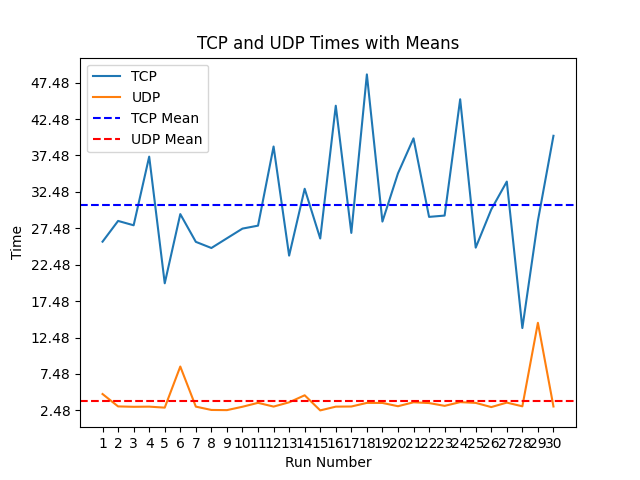 TCP and UDP Times with Means
TCP
UDP
TCP Mean
UDP Mean
47.48
42.48
37.48
32.48
27.48
22.48
17.48
12.48
7.48
2.48
Time
1 2 3 4 5 6 7 8 9 10 11 12 13 14 15 16 17 18 19 20 21 22 23 24 25 26 27 28 29 30
Run Number